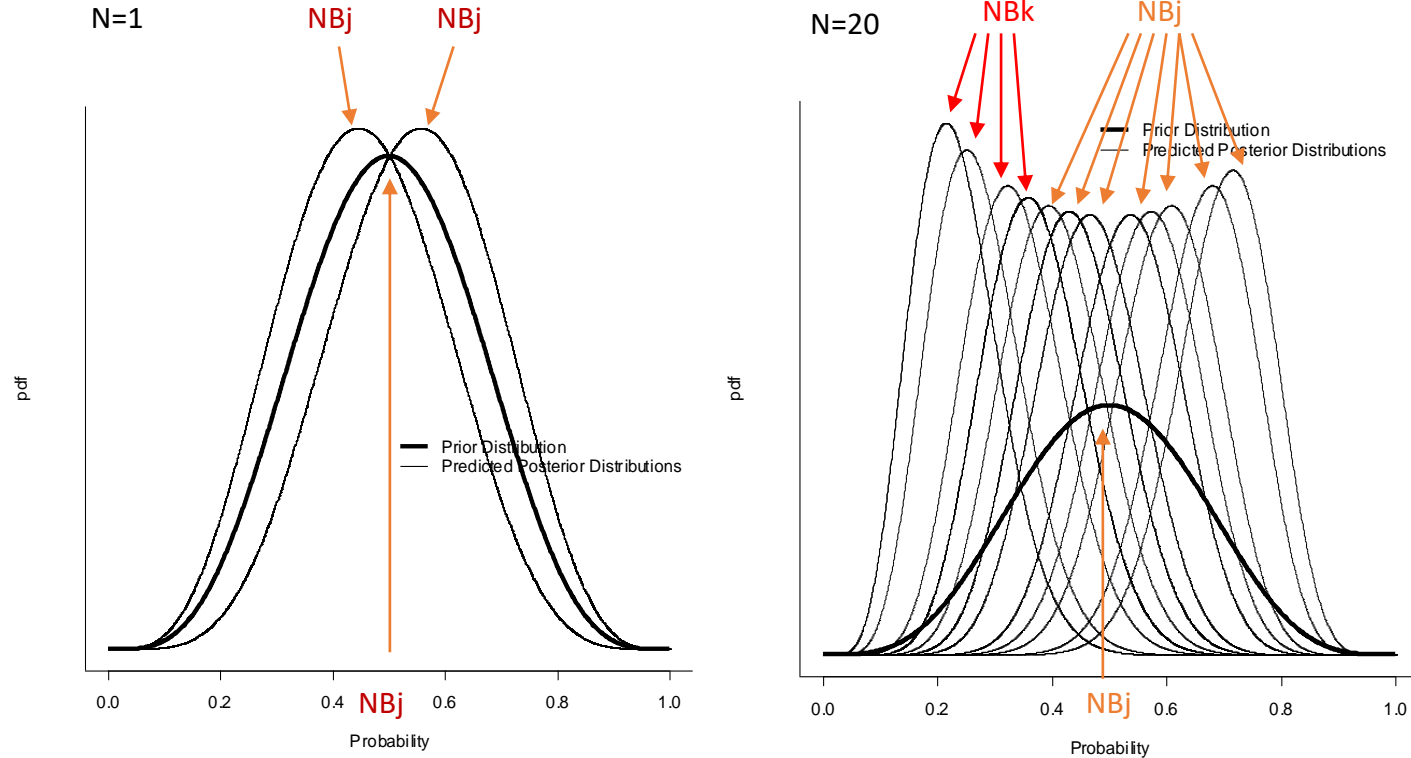 N=1
NBj
NBj
pdf
Prior Distribution
Predicted Posterior Distributions
0.0
0.2
0.4
0.6
0.8
1.0
NBj
Probability
N=20
NBk
NBj
pdf
Prior Distribution
Predicted Posterior Distributions
0.0
0.2
0.4
0.6
0.8
1.0
NBj
Probability